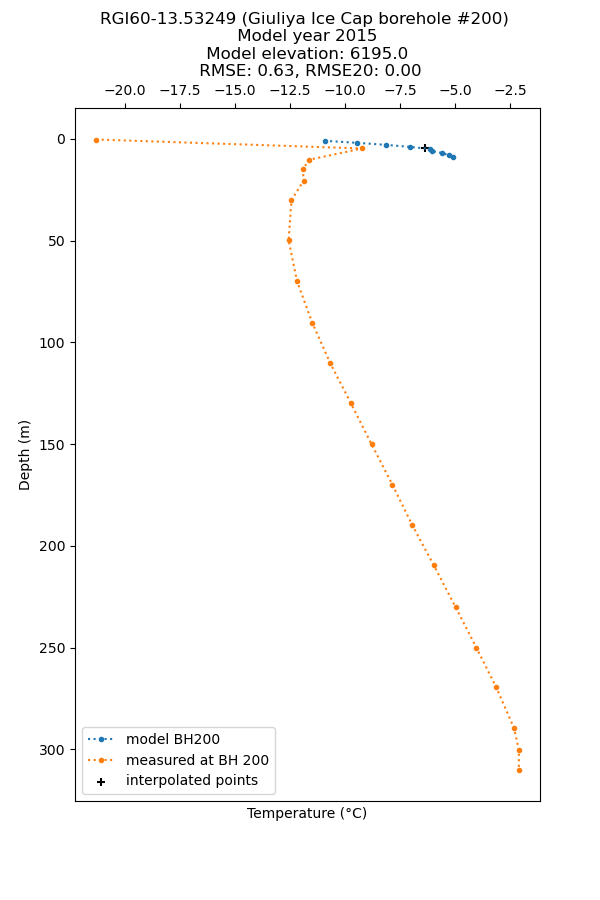 RGI60-13.53249 (Giuliya Ice Cap borehole #200)
Model year 2015
Model elevation: 6195.0
RMSE: 0.63, RMSE20: 0.00
−20.0 −17.5 −15.0 −12.5 −10.0 −7.5 −5.0 −2.5
0
50
100
150
200
250
300
Depth (m)
model BH200
measured at BH 200
interpolated points
Temperature (°C)